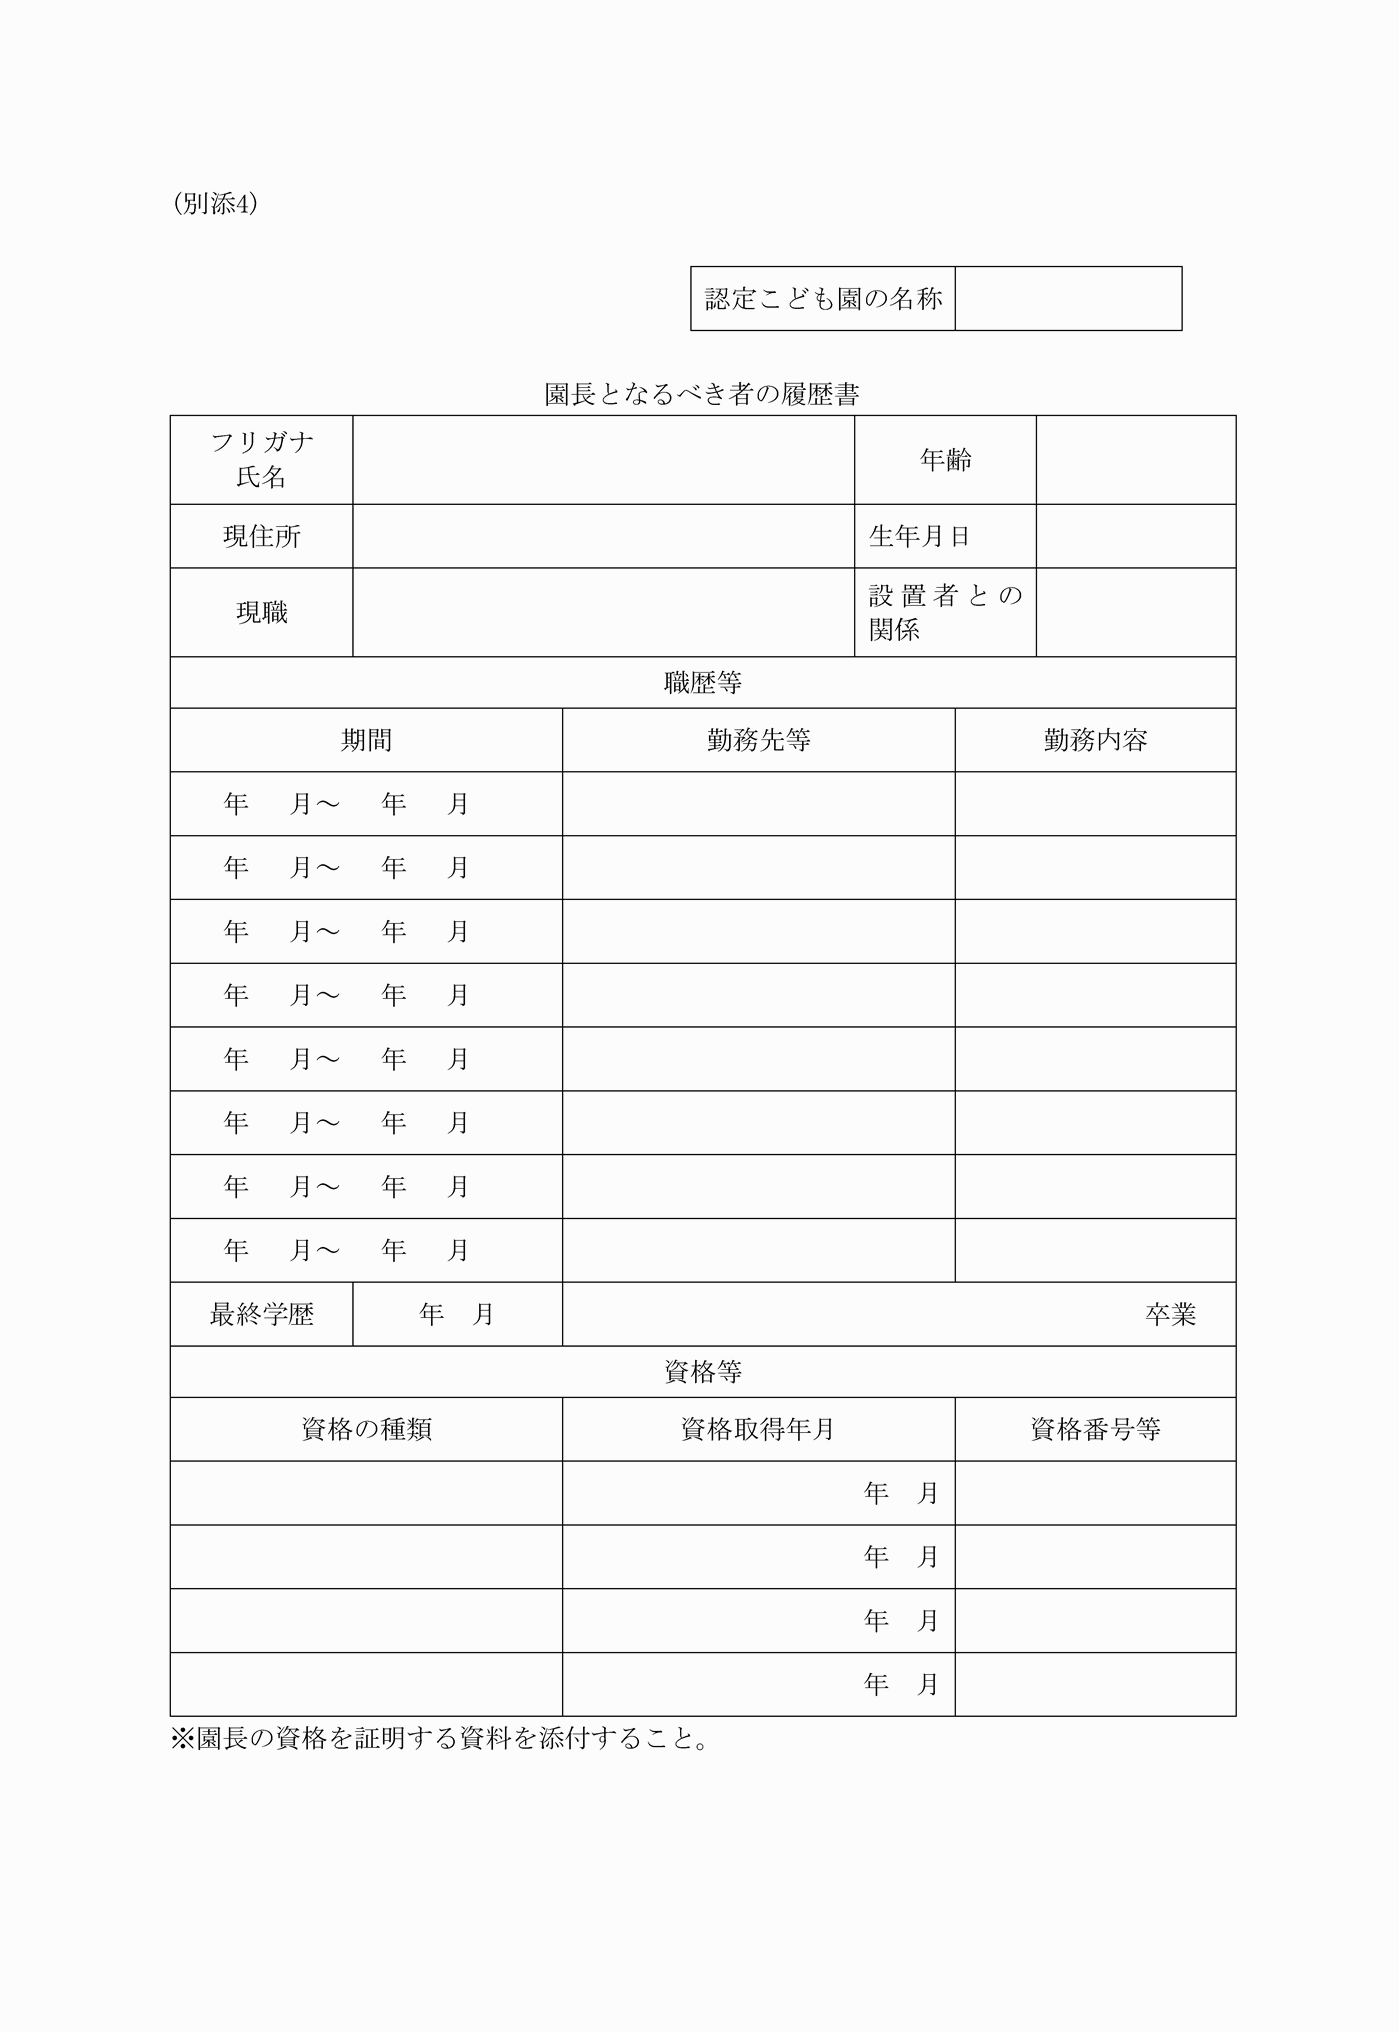 (別添4)
認定こども園の名称
園長となるべき者の履歴書
フリガナ
氏名
年齢
現住所
生年月日
現職
設置者との
関係
職歴等
期間 勤務先等 勤務内容
年 月～ 年 月
年 月～ 年 月
年 月～ 年 月
年 月～ 年 月
年 月～ 年 月
年 月～ 年 月
年 月～ 年 月
年 月～ 年 月
最終学歴 年 月 卒業
資格等
資格の種類 資格取得年月 資格番号等
年 月
年 月
年 月
年 月
※園長の資格を証明する資料を添付すること。